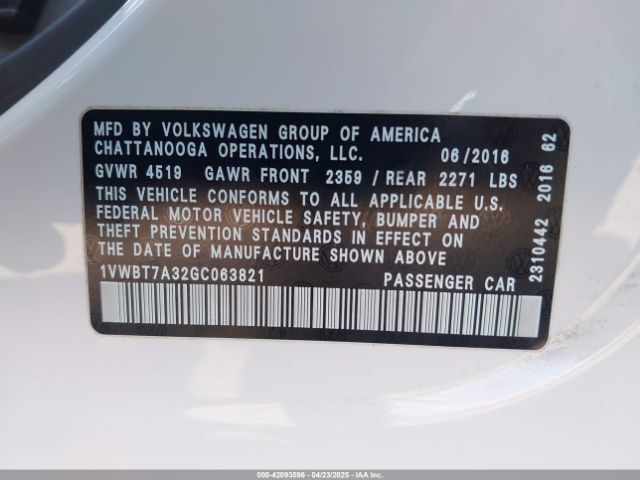 MFD BY VOLKSWAGEN GROUP OF AMERICA
CHATTANOOGA OPERATIONS, LLC. 06/2016
GVWR 4519 GAWR FRONT 2359 / REAR 2271 LBS
THIS VEHICLE CONFORMS TO ALL APPLICABLE U.S.
FEDERAL MOTOR VEHICLE SAFETY, BUMPER AND
THEFT PREVENTION STANDARDS IN EFFECT ON
THE DATE OF MANUFACTURE SHOWN ABOVE
1VWBT7A32GC063821 PASSENGER CAR
2310442 2016 62
000-42093596 - 04/23/2025 - IAA, Inc.